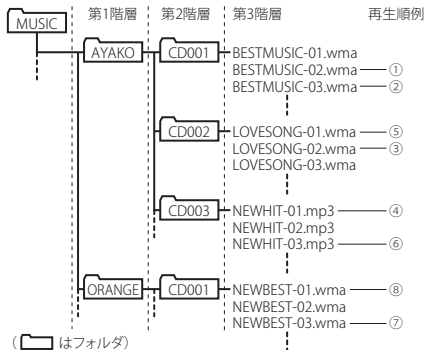 第1階層 第2階層 第3階層 再生順例
MUSIC
AYAKO CD001 BESTMUSIC-01.wma
BESTMUSIC-02.wma ①
BESTMUSIC-03.wma ②
CD002 LOVESONG-01.wma ⑤
LOVESONG-02.wma ③
LOVESONG-03.wma
CD003 NEWHIT-01.mp3 ④
NEWHIT-02.mp3
NEWHIT-03.mp3 ⑥
ORANGE CD001 NEWBEST-01.wma ⑧
NEWBEST-02.wma
NEWBEST-03.wma ⑦
( はフォルダ)